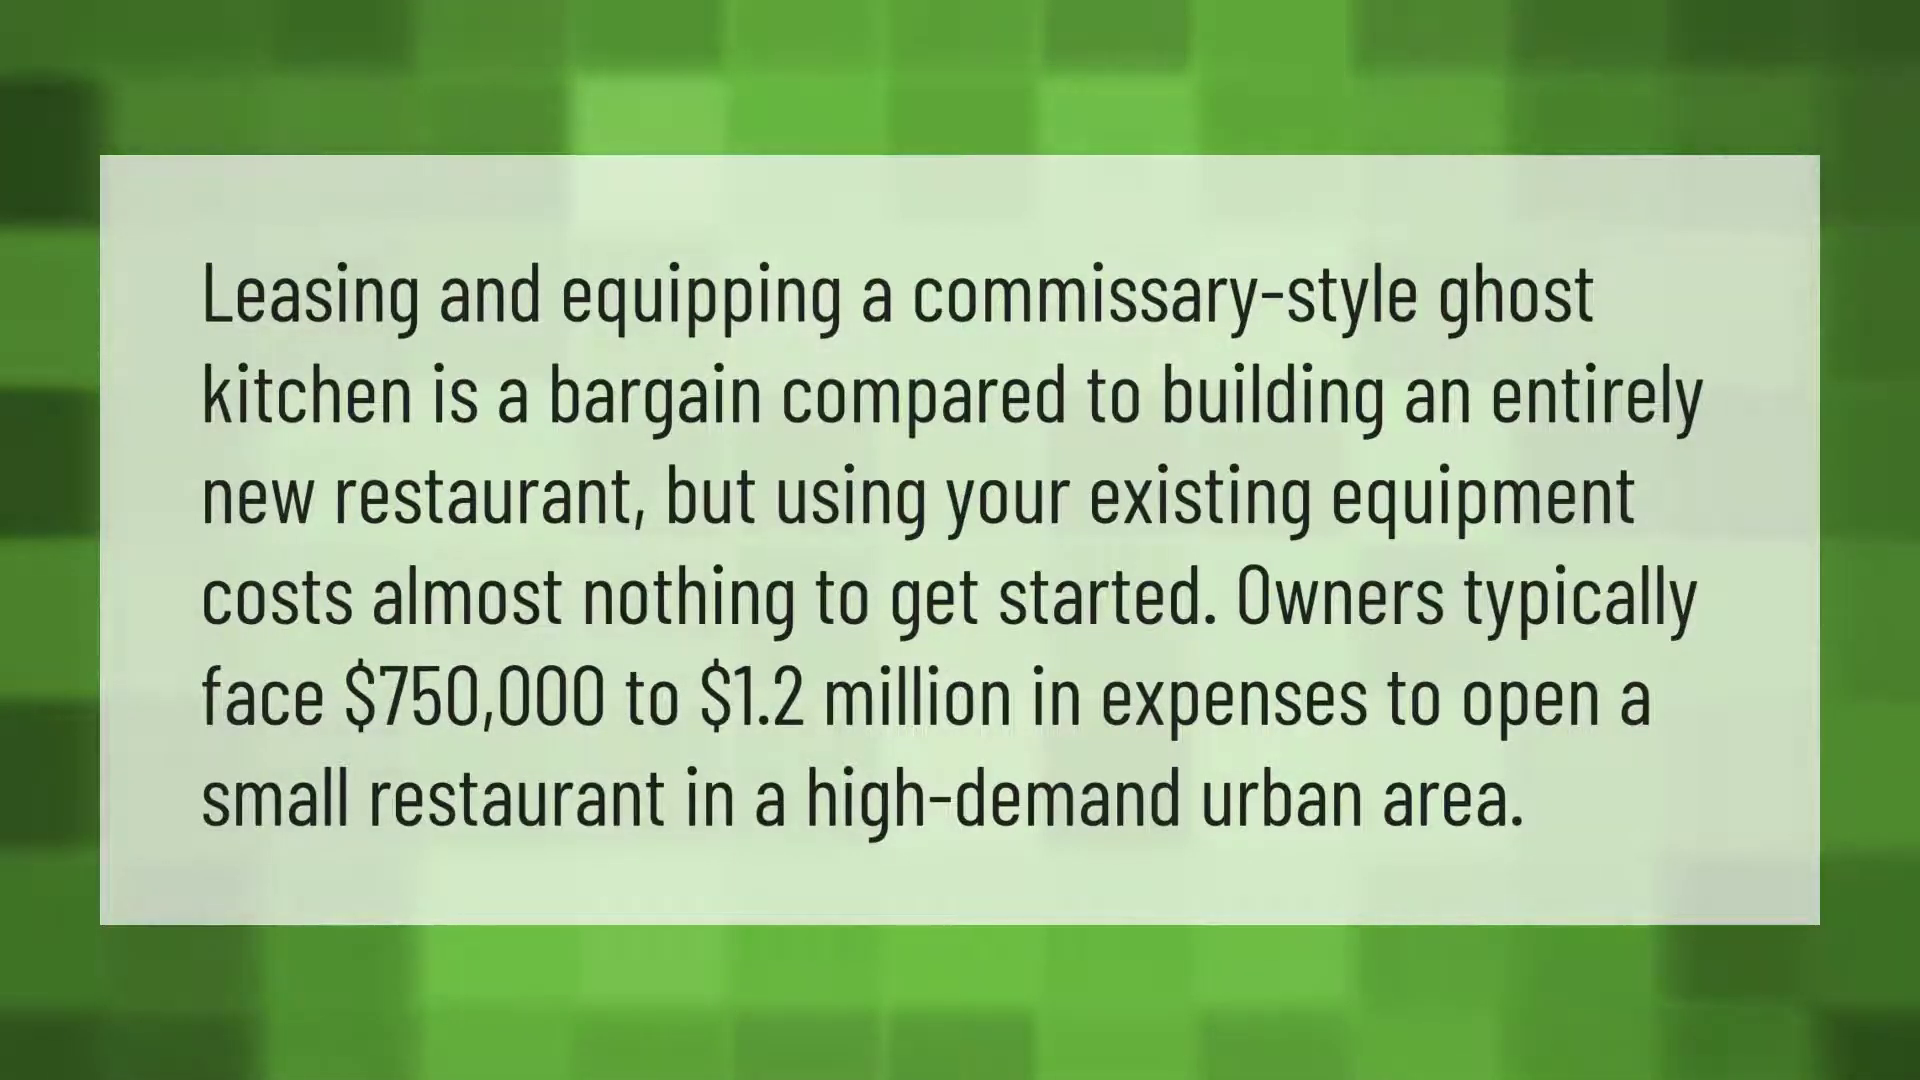 Leasing and equipping a commissary-style ghost
kitchen is a bargain compared to building an entirely
new restaurant, but using your existing equipment
costs almost nothing to get started. Owners typically
face $750,000 to $1.2 million in expenses to open a
small restaurant in a high-demand urban area.